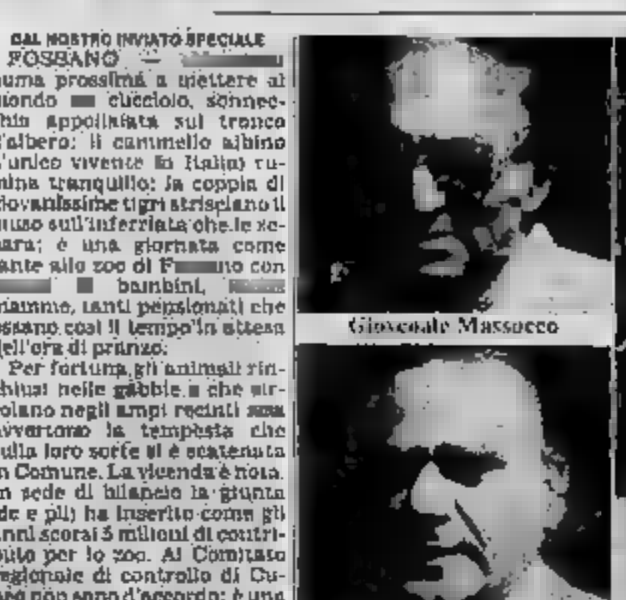 DAL NOSTRO INVIATO SPECIALE
FOSSANO —
uma prossima a mettere al
mondo cucciolo, sonnec-
chia appollaiata sul tronco
l'albero; il cammello albino
l'unico vivente in Italia) ru-
mina tranquillo; la coppia di
giovanissime tigri strisciano il
muso sull'inferriata che le se-
para; è una giornata come
tante allo zoo di con
bambini,
mamme, tanti pensionati che
passano così il tempo in attesa
dell'ora di pranzo.
Per fortuna gli animali rin-
chiusi nelle gabbie o che cir-
colano negli ampi recinti non
avvertono la tempesta che
sulla loro sorte si è scatenata
in Comune. La vicenda è nota.
in sede di bilancio la giunta
(dc e pli) ha inserito come gli
anni scorsi 5 milioni di contri-
buto per lo zoo. Al Comitato
regionale di controllo di Cu-
neo non sono d'accordo: è una
Giovenale Massocco